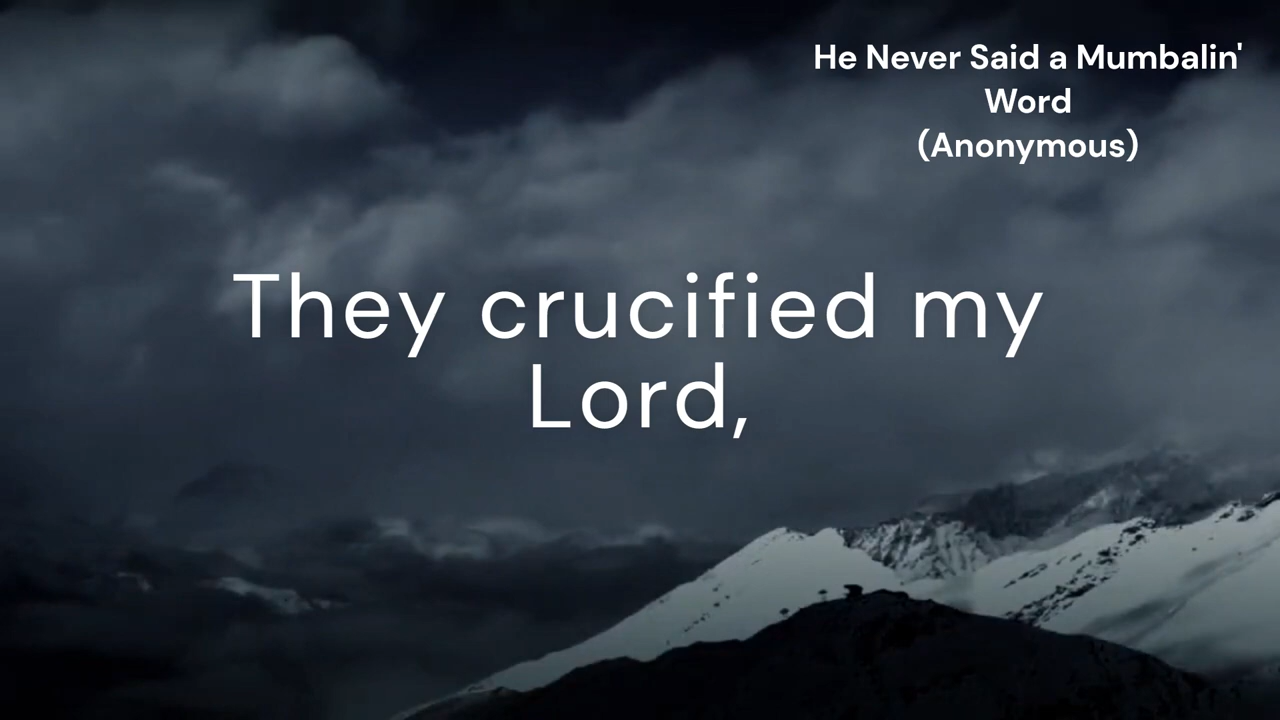 He Never Said a Mumbalin'
Word
(Anonymous)
They crucified my
Lord,